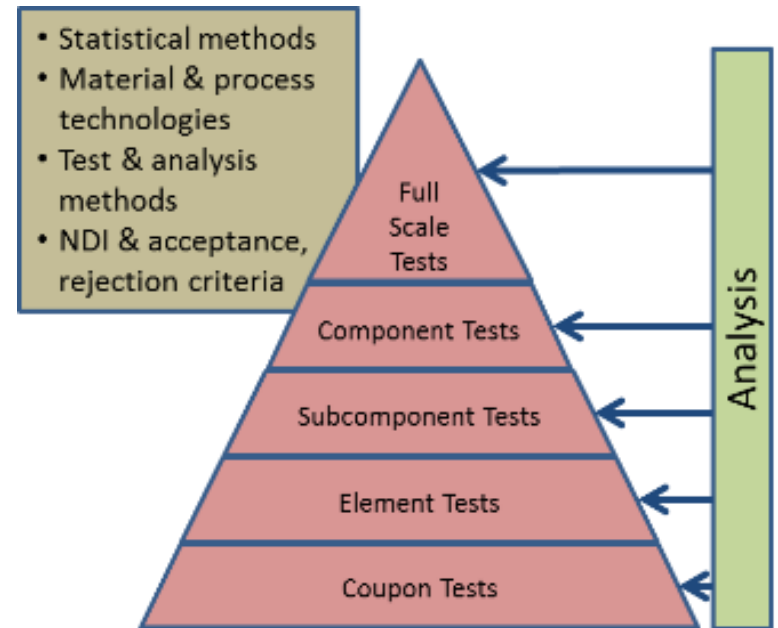 • Statistical methods
• Material & process
technologies
• Test & analysis
methods
• NDI & acceptance,
rejection criteria
Full
Scale
Tests
Component Tests
Subcomponent Tests
Element Tests
Coupon Tests
Analysis